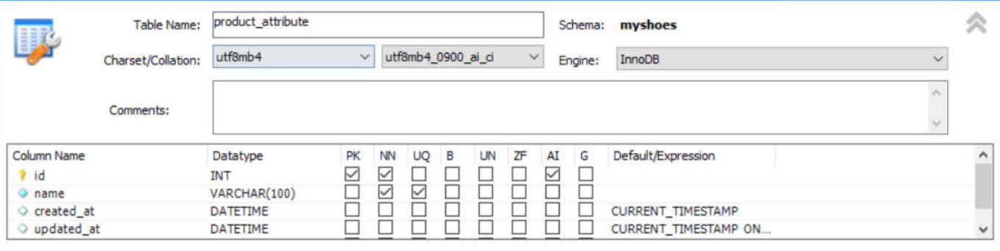 Table Name: product_attribute Schema: myshoes
Charset/Collation: utf8mb4 utf8mb4_0900_ai_ci Engine: InnoDB
Comments:
Column Name Datatype PK NN UQ B UN ZF AI G Default/Expression
id INT
name VARCHAR(100)
created_at DATETIME CURRENT_TIMESTAMP
updated_at DATETIME CURRENT_TIMESTAMP ON...